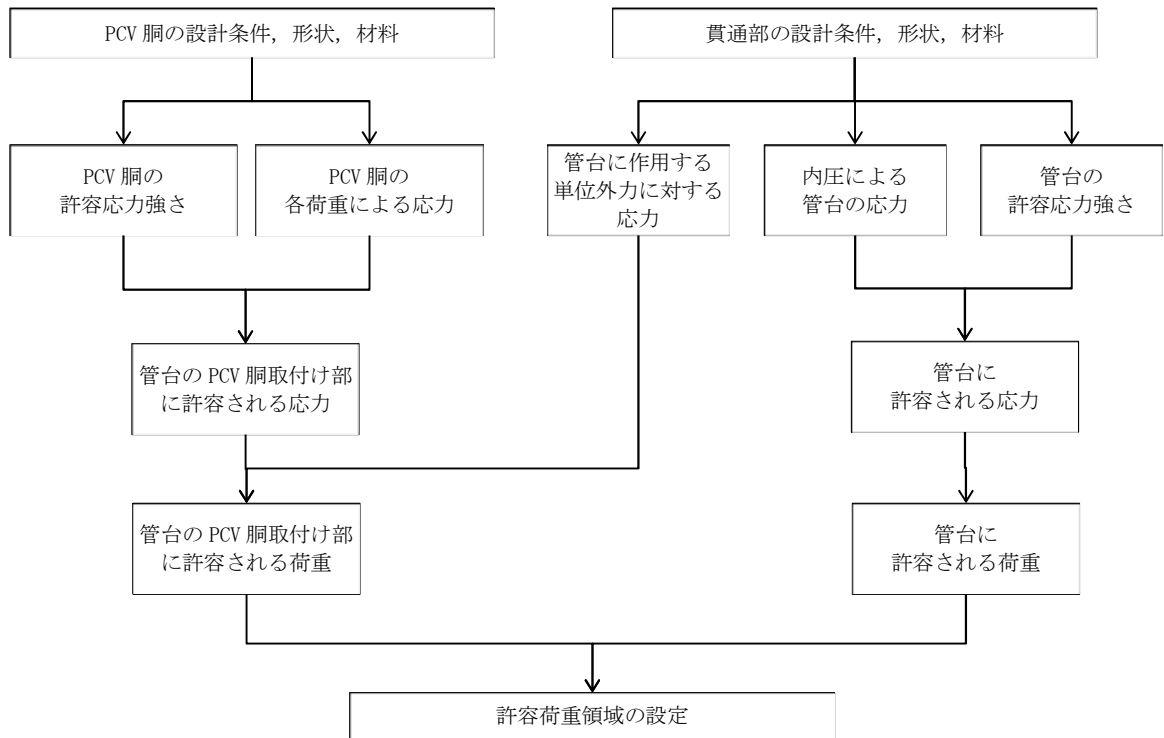 PCV 胴の設計条件，形状，材料
貫通部の設計条件，形状，材料
PCV 胴の
許容応力強さ
PCV 胴の
各荷重による応力
管台に作用する
単位外力に対する
応力
内圧による
管台の応力
管台の
許容応力強さ
管台の PCV 胴取付け部
に許容される応力
管台に
許容される応力
管台の PCV 胴取付け部
に許容される荷重
管台に
許容される荷重
許容荷重領域の設定